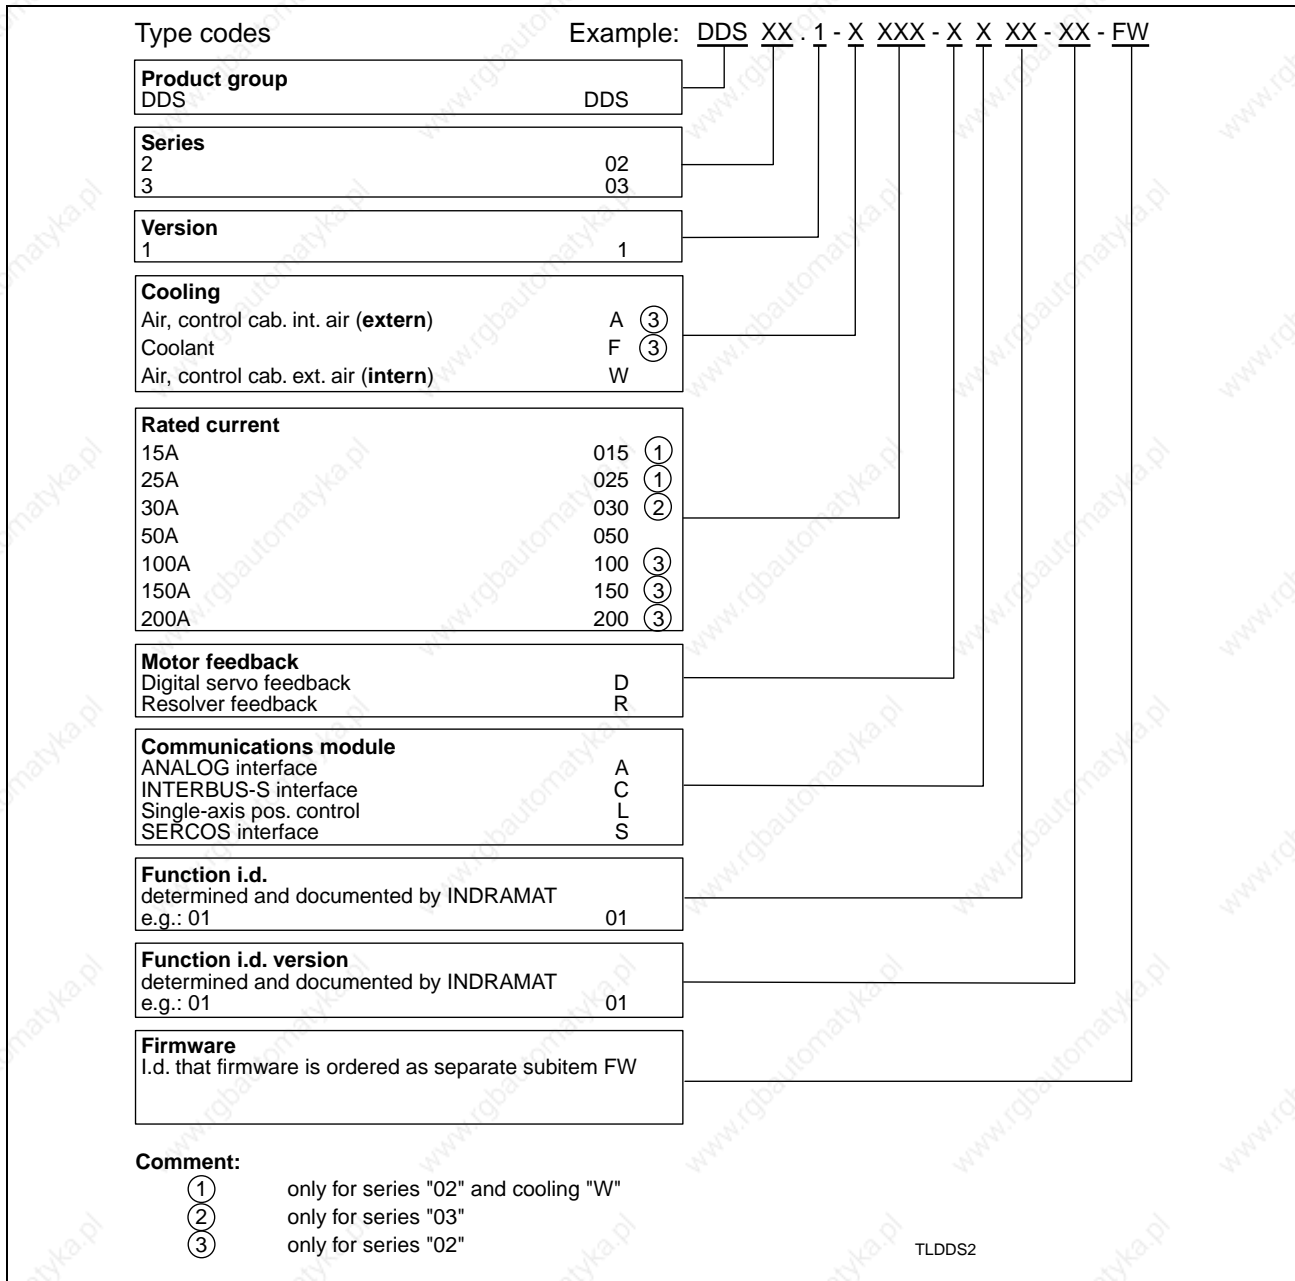 Type codes Example: DDS XX . 1 - X XXX - X X XX - XX - FW
Product group
DDS DDS
Series
2 02
3 03
Version
1 1
Cooling
Air, control cab. int. air (extern) A 3
Coolant F 3
Air, control cab. ext. air (intern) W
Rated current
15A 015 1
25A 025 1
30A 030 2
50A 050
100A 100 3
150A 150 3
200A 200 3
Motor feedback
Digital servo feedback D
Resolver feedback R
Communications module
ANALOG interface A
INTERBUS-S interface C
Single-axis pos. control L
SERCOS interface S
Function i.d.
determined and documented by INDRAMAT
e.g.: 01 01
Function i.d. version
determined and documented by INDRAMAT
e.g.: 01 01
Firmware
I.d. that firmware is ordered as separate subitem FW
Comment:
1 only for series "02" and cooling "W"
2 only for series "03"
3 only for series "02"
TLDDS2
www.rgbautomatyka.pl